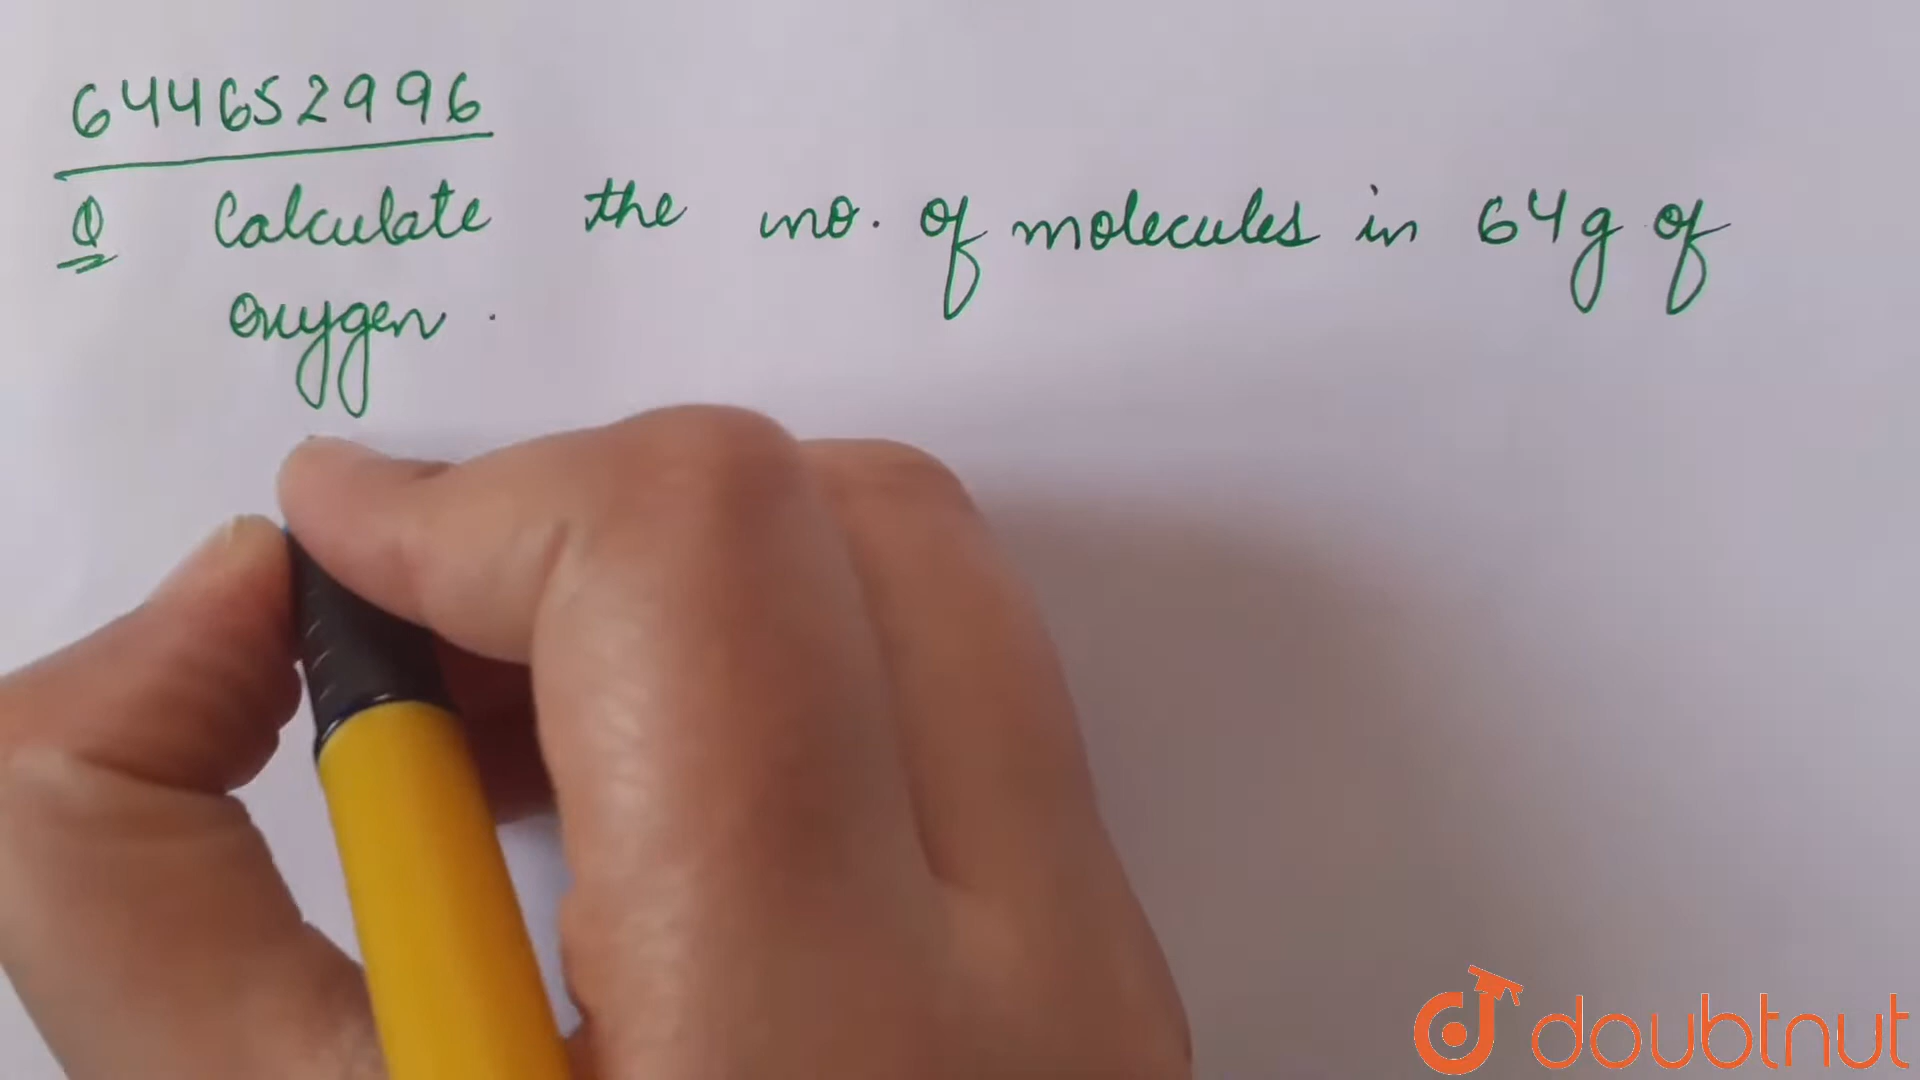 644652996
Q Calculate the no. of molecules in 64g of
oxygen.
doubtnut